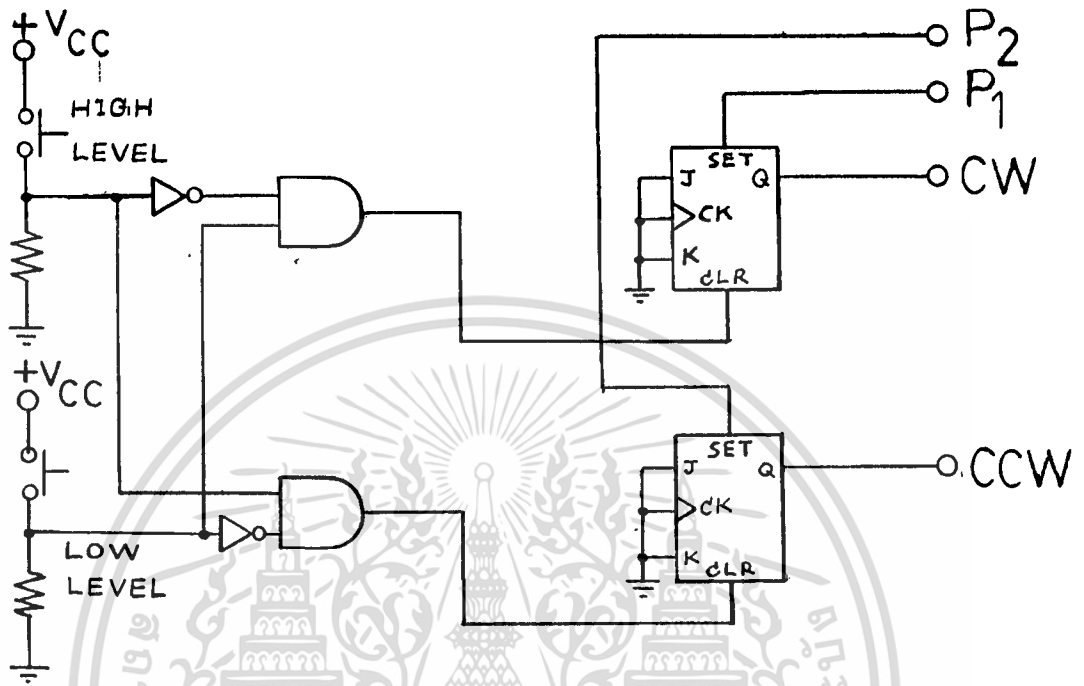 +VCC
HIGH
LEVEL
P2
P1
CW
SET
J
Q
CK
K
CLR
+VCC
LOW
LEVEL
SET
J
Q
CK
K
CLR
CCW